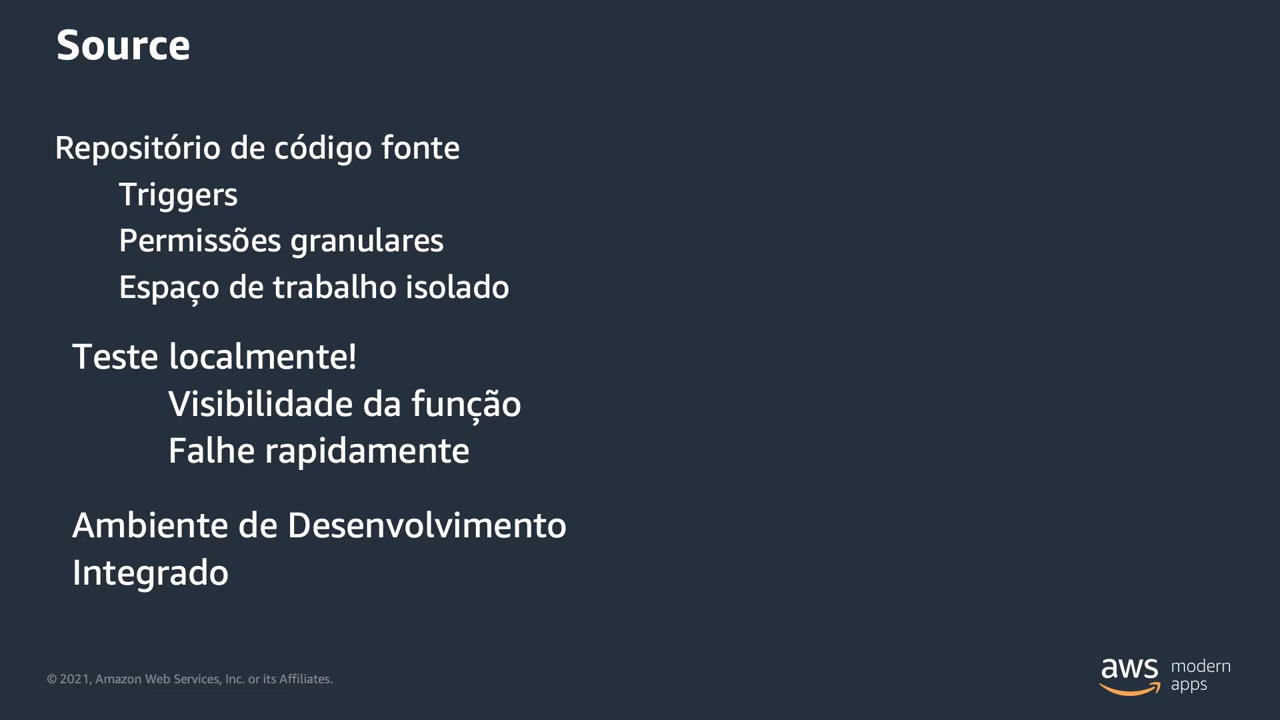 Source
Repositório de código fonte
Triggers
Permissões granulares
Espaço de trabalho isolado
Teste localmente!
Visibilidade da função
Falhe rapidamente
Ambiente de Desenvolvimento
Integrado
© 2021, Amazon Web Services, Inc. or its Affiliates.
aws modern
apps